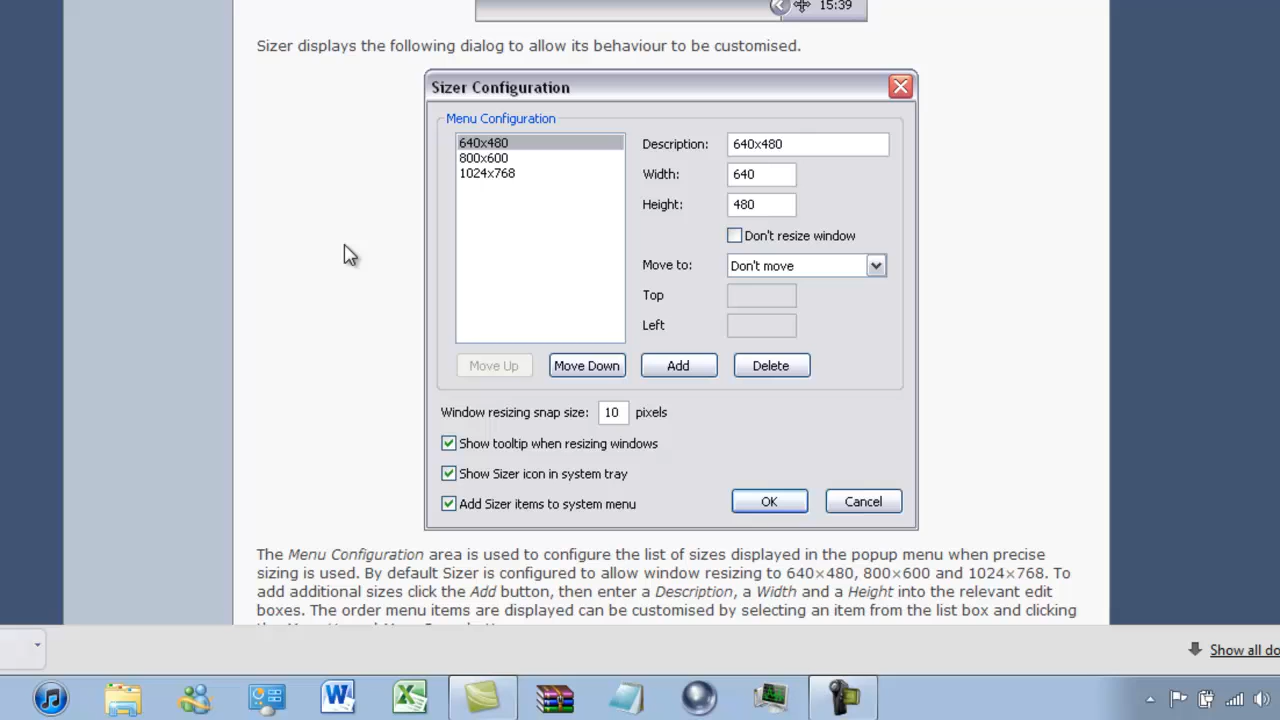 15:39
Sizer displays the following dialog to allow its behaviour to be customised.
Sizer Configuration
Menu Configuration
640x480
800x600
1024x768
Description: 640x480
Width: 640
Height: 480
Don't resize window
Move to: Don't move
Top
Left
Move Up Move Down Add Delete
Window resizing snap size: 10 pixels
Show tooltip when resizing windows
Show Sizer icon in system tray
Add Sizer items to system menu
OK Cancel
The Menu Configuration area is used to configure the list of sizes displayed in the popup menu when precise
sizing is used. By default Sizer is configured to allow window resizing to 640×480, 800×600 and 1024×768. To
add additional sizes click the Add button, then enter a Description, a Width and a Height into the relevant edit
boxes. The order menu items are displayed can be customised by selecting an item from the list box and clicking
Show all do